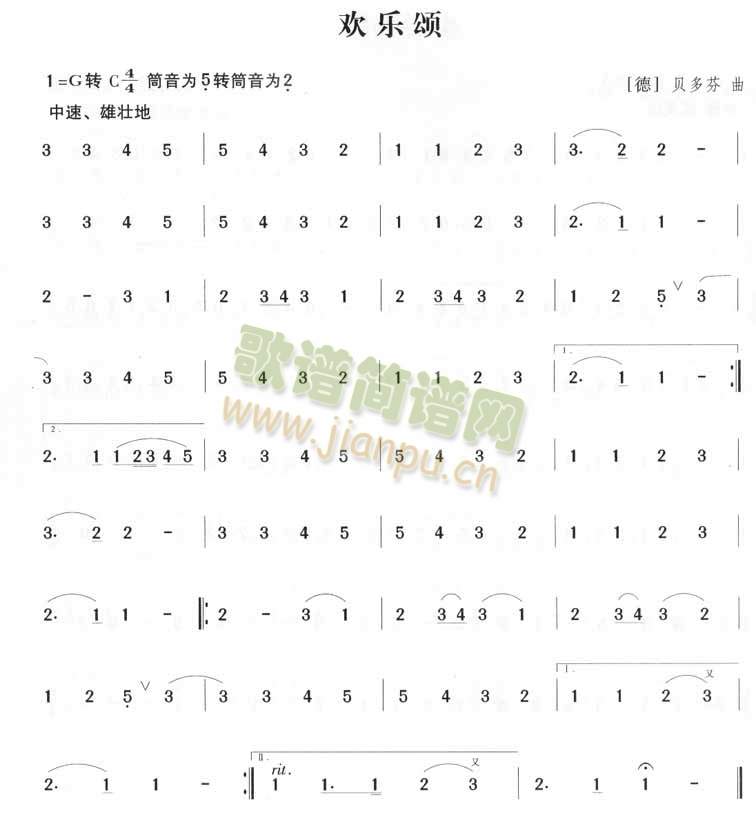 欢乐颂
1=G转 C 4/4 筒音为5̣转筒音为2̣
[德] 贝多芬 曲
中速、雄壮地
3 3 4 5 | 5 4 3 2 | 1 1 2 3 | 3. 2 2 - |
3 3 4 5 | 5 4 3 2 | 1 1 2 3 | 2. 1 1 - |
2 - 3 1 | 2 3 4 3 1 | 2 3 4 3 2 | 1 2 5̣ ∨ 3 |
1.
3 3 4 5 | 5 4 3 2 | 1 1 2 3 | 2. 1 1 - :|
2.
2. 1 1 2 3 4 5 | 3 3 4 5 | 5 4 3 2 | 1 1 2 3 |
3. 2 2 - | 3 3 4 5 | 5 4 3 2 | 1 1 2 3 |
2. 1 1 - |: 2 - 3 1 | 2 3 4 3 1 | 2 3 4 3 2 |
I. 又
1 2 5̣ ∨ 3 | 3 3 4 5 | 5 4 3 2 | 1 1 2 3 |
II. rit. 又
2. 1 1 - :| 1 1. 1 2 3 | 2. 1 1 - ||
歌谱简谱网
www.jianpu.cn